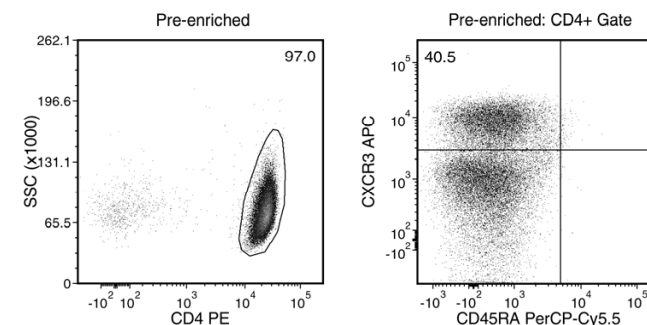 Pre-enriched
262.1
196.6
131.1
65.5
0
SSC (x1000)
97.0
-10² 10² 10³ 10⁴ 10⁵
CD4 PE
Pre-enriched: CD4+ Gate
10⁵
10⁴
10³
10²
-10²
CXCR3 APC
40.5
-10³ -10² 10³ 10⁴ 10⁵
CD45RA PerCP-Cy5.5